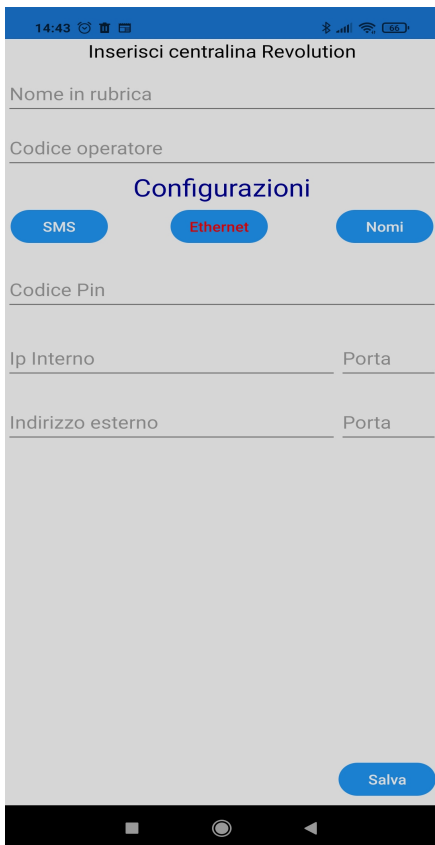 14:43 66
Inserisci centralina Revolution
Nome in rubrica
Codice operatore
Configurazioni
SMS Ethernet Nomi
Codice Pin
Ip Interno Porta
Indirizzo esterno Porta
Salva